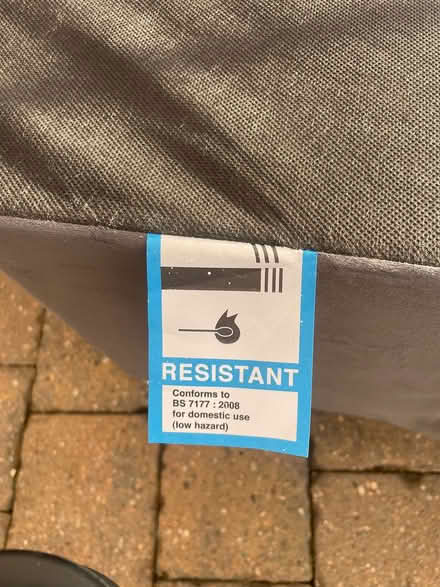 RESISTANT
Conforms to
BS 7177 : 2008
for domestic use
(low hazard)